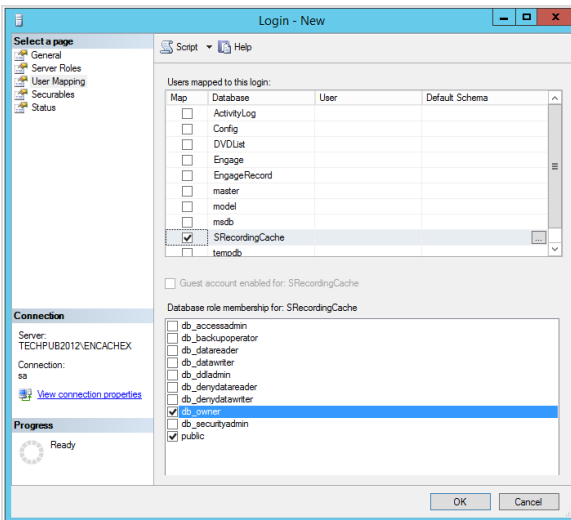 Login - New
Select a page
General
Server Roles
User Mapping
Securables
Status
Script Help
Users mapped to this login:
Map Database User Default Schema
ActivityLog
Config
DVDList
Engage
EngageRecord
master
model
msdb
SRecordingCache ...
tempdb
Guest account enabled for: SRecordingCache
Database role membership for: SRecordingCache
db_accessadmin
db_backupoperator
db_datareader
db_datawriter
db_ddladmin
db_denydatareader
db_denydatawriter
db_owner
db_securityadmin
public
Connection
Server:
TECHPUB2012\ENCACHEX
Connection:
sa
View connection properties
Progress
Ready
OK Cancel